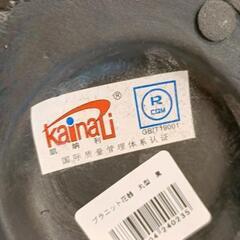 kainali
凯纳利
R
CQM
GB/T19001
国际质量管理体系认证
プラニット花器 丸型 黒